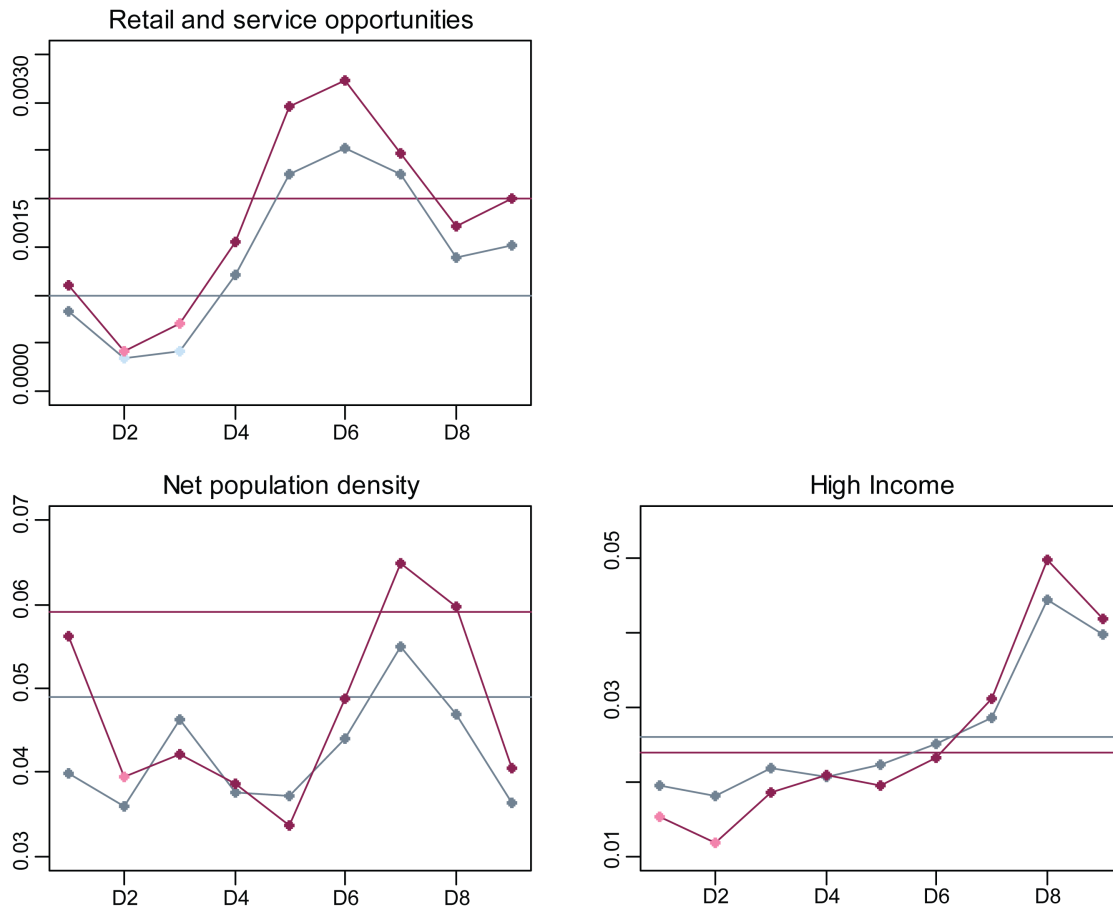 Retail and service opportunities
0.0030
0.0015
0.0000
D2 D4 D6 D8
Net population density
0.07
0.06
0.05
0.04
0.03
D2 D4 D6 D8
High Income
0.05
0.03
0.01
D2 D4 D6 D8